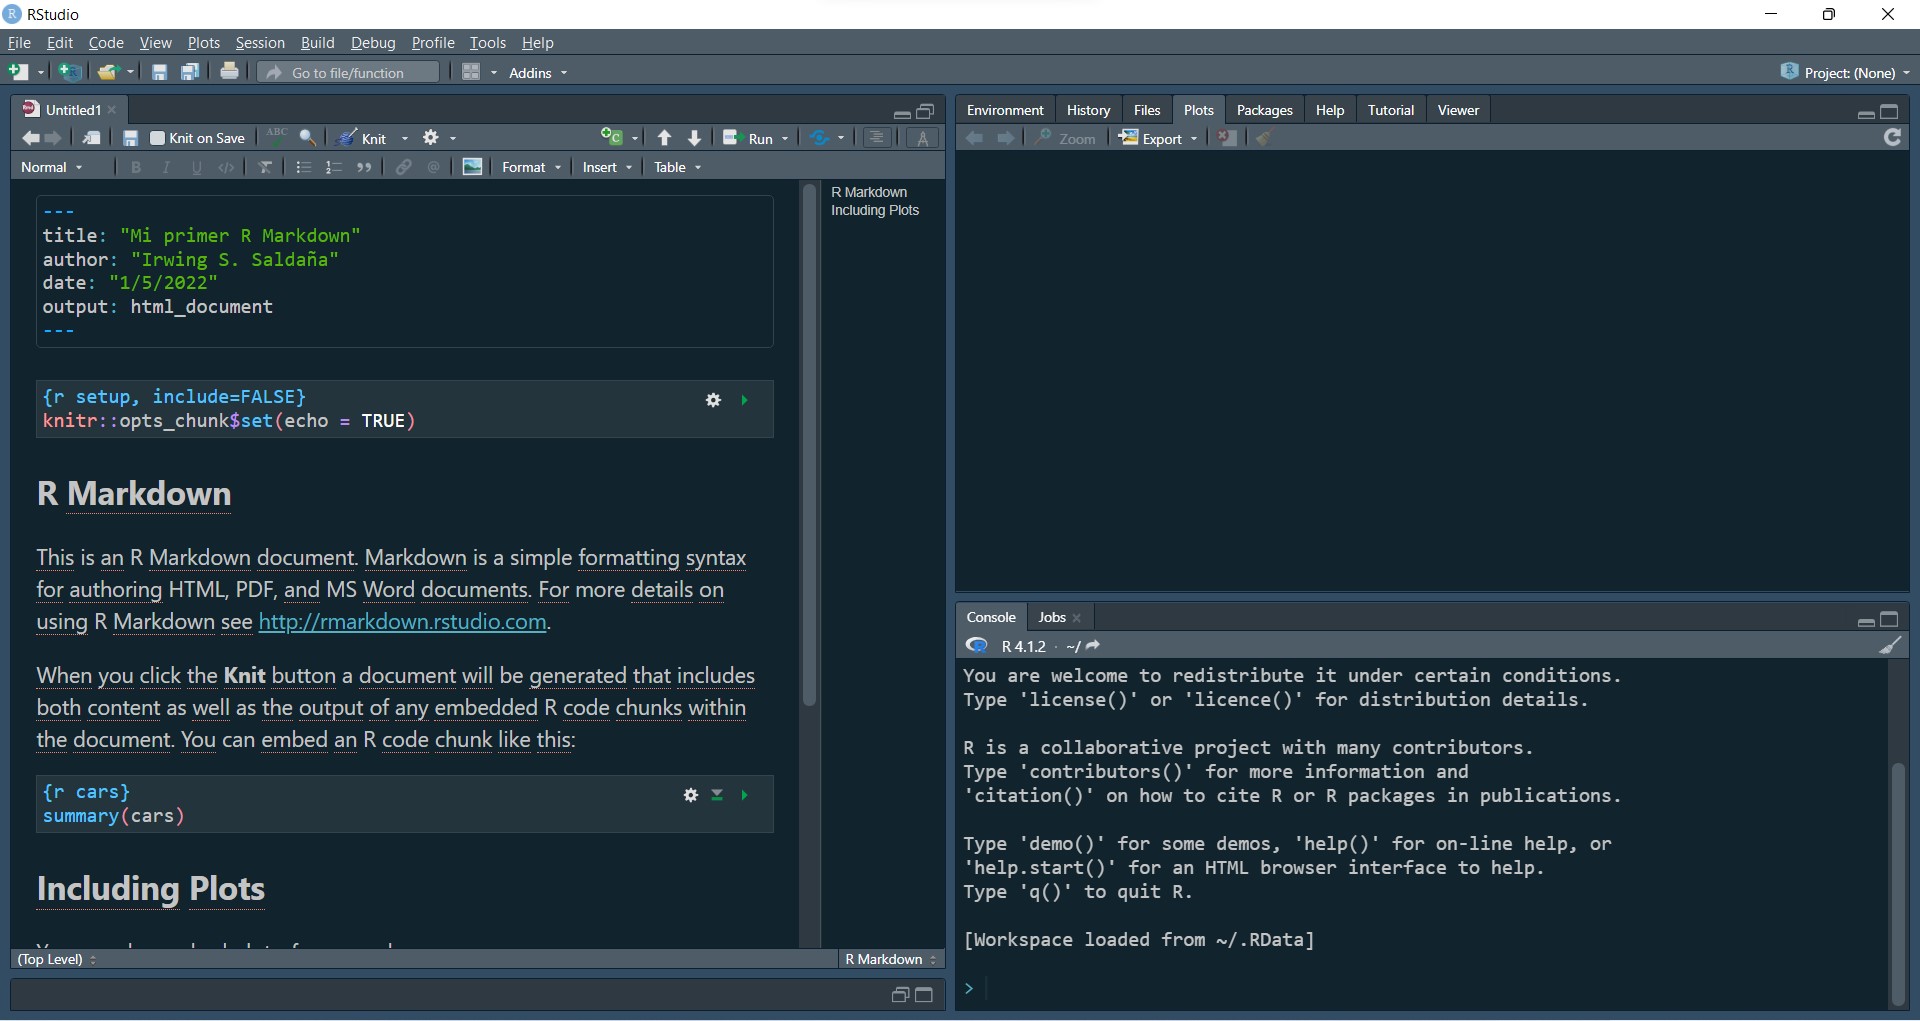 RStudio
File Edit Code View Plots Session Build Debug Profile Tools Help
Go to file/function Addins Project: (None)
Untitled1
Knit on Save ABC Knit Run
Normal B I U </> Format Insert Table
---
title: "Mi primer R Markdown"
author: "Irwing S. Saldaña"
date: "1/5/2022"
output: html_document
---
{r setup, include=FALSE}
knitr::opts_chunk$set(echo = TRUE)
R Markdown
This is an R Markdown document. Markdown is a simple formatting syntax
for authoring HTML, PDF, and MS Word documents. For more details on
using R Markdown see http://rmarkdown.rstudio.com.
When you click the Knit button a document will be generated that includes
both content as well as the output of any embedded R code chunks within
the document. You can embed an R code chunk like this:
{r cars}
summary(cars)
Including Plots
(Top Level) R Markdown
R Markdown
Including Plots
Environment History Files Plots Packages Help Tutorial Viewer
Zoom Export
Console Jobs
R 4.1.2 · ~/
You are welcome to redistribute it under certain conditions.
Type 'license()' or 'licence()' for distribution details.
R is a collaborative project with many contributors.
Type 'contributors()' for more information and
'citation()' on how to cite R or R packages in publications.
Type 'demo()' for some demos, 'help()' for on-line help, or
'help.start()' for an HTML browser interface to help.
Type 'q()' to quit R.
[Workspace loaded from ~/.RData]
>